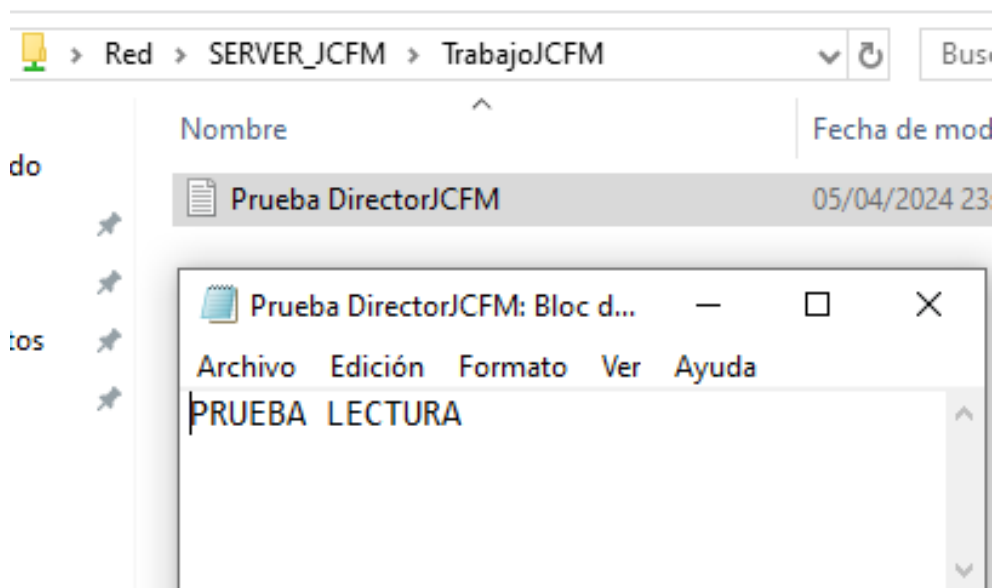 Red > SERVER_JCFM > TrabajoJCFM
Nombre
Fecha de mod
do
Prueba DirectorJCFM
05/04/2024 23:
Prueba DirectorJCFM: Bloc d...
tos
Archivo Edición Formato Ver Ayuda
PRUEBA LECTURA